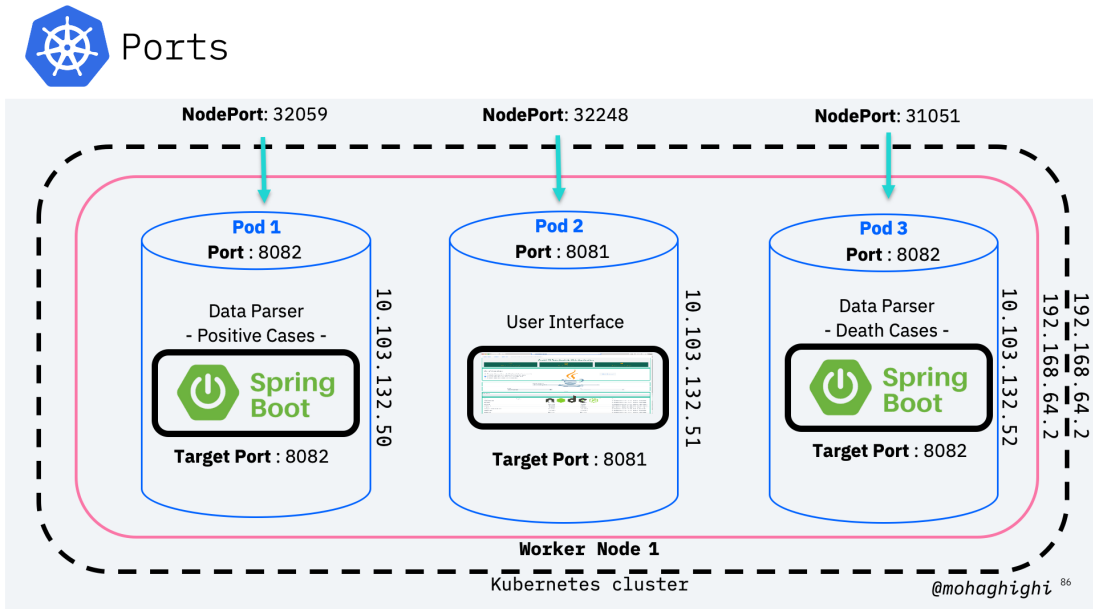 Ports
NodePort: 32059
NodePort: 32248
NodePort: 31051
Pod 1
Port : 8082
Data Parser
- Positive Cases -
Spring
Boot
Target Port : 8082
10.103.132.50
Pod 2
Port : 8081
User Interface
node
Target Port : 8081
10.103.132.51
Pod 3
Port : 8082
Data Parser
- Death Cases -
Spring
Boot
Target Port : 8082
10.103.132.52
192.168.64.2
192.168.64.2
Worker Node 1
Kubernetes cluster
@mohaghighi
86